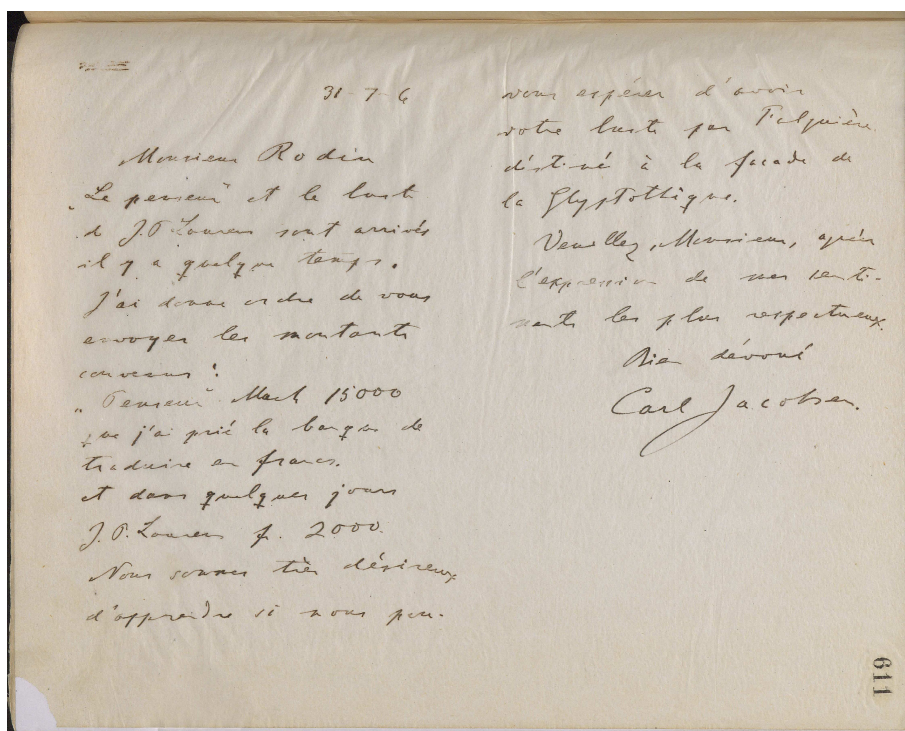 31-7-6
Monsieur Rodin
"Le penseur" et le buste
de J.P. Laurens sont arrivés
il y a quelque temps.
J'ai donné ordre de vous
envoyer les montants
convenus:
"Penseur" Mark 15000
que j'ai prié la banque de
traduire en francs.
et dans quelques jours
J.P. Laurens f. 2000.
Nous sommes très désireux
d'apprendre si nous pou-
vons espérer d'avoir
votre buste par Falguière
destiné à la façade de
la Glyptothèque.
Veuillez, Monsieur, agréer
l'expression de mes senti-
ments les plus respectueux.
Bien dévoué
Carl Jacobsen.
611